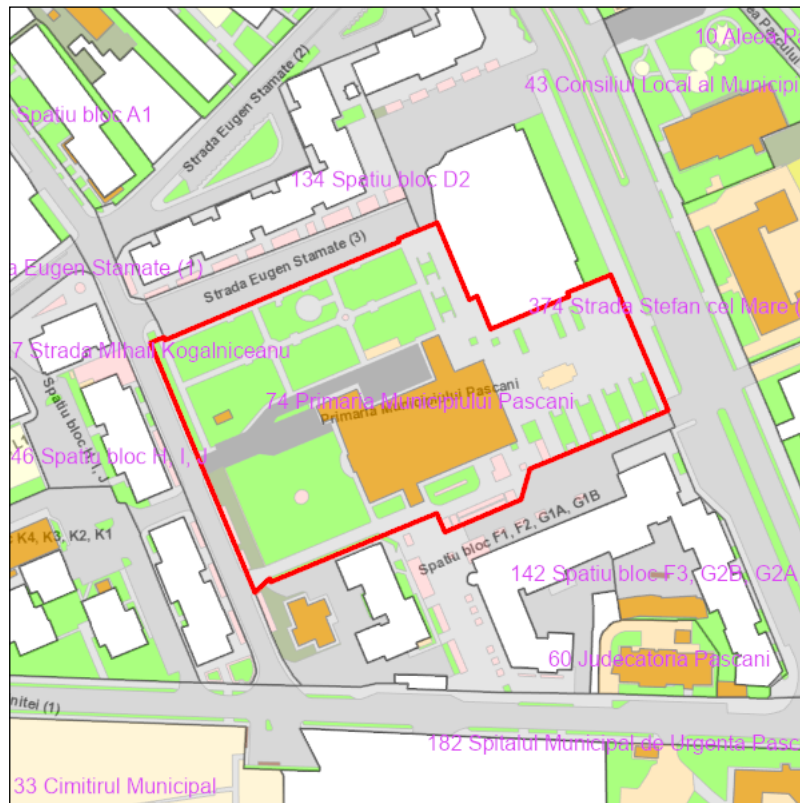 10 Aleea Pa
Aleea Parcului
43 Consiliul Local al Municipi
Strada Eugen Stamate (2)
Spatiu bloc A1
134 Spatiu bloc D2
Strada Eugen Stamate (3)
a Eugen Stamate (1)
374 Strada Stefan cel Mare (
7 Strada Mihail Kogalniceanu
74 Primaria Municipiului Pascani
Primaria Municipiului Pascani
Spatiu bloc H, I, J
46 Spatiu bloc H, I, J
K4, K3, K2, K1
Spatiu bloc F1, F2, G1A, G1B
142 Spatiu bloc F3, G2B, G2A
60 Judecatoria Pascani
nitei (1)
182 Spitalul Municipal de Urgenta Pasc
33 Cimitirul Municipal